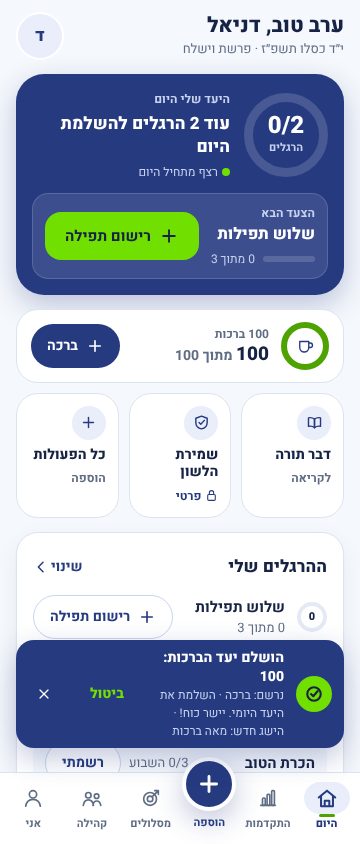 ערב טוב, דניאל
י״ד כסלו תשפ״ז · פרשת וישלח
ד
היעד שלי היום
עוד 2 הרגלים להשלמת
היום
רצף מתחיל היום
0/2
הרגלים
הצעד הבא
שלוש תפילות
0 מתוך 3
רישום תפילה
100 ברכות
100 מתוך 100
ברכה
דבר תורה
לקריאה
שמירת
הלשון
פרטי
כל הפעולות
הוספה
ההרגלים שלי
שינוי
0
שלוש תפילות
0 מתוך 3
רישום תפילה
הושלם יעד הברכות:
100
נרשם: ברכה · השלמת את
היעד היומי. יישר כוח! ·
הישג חדש: מאה ברכות
ביטול
הכרת הטוב
0/3 השבוע
רשמתי
היום
התקדמות
הוספה
מסלולים
קהילה
אני